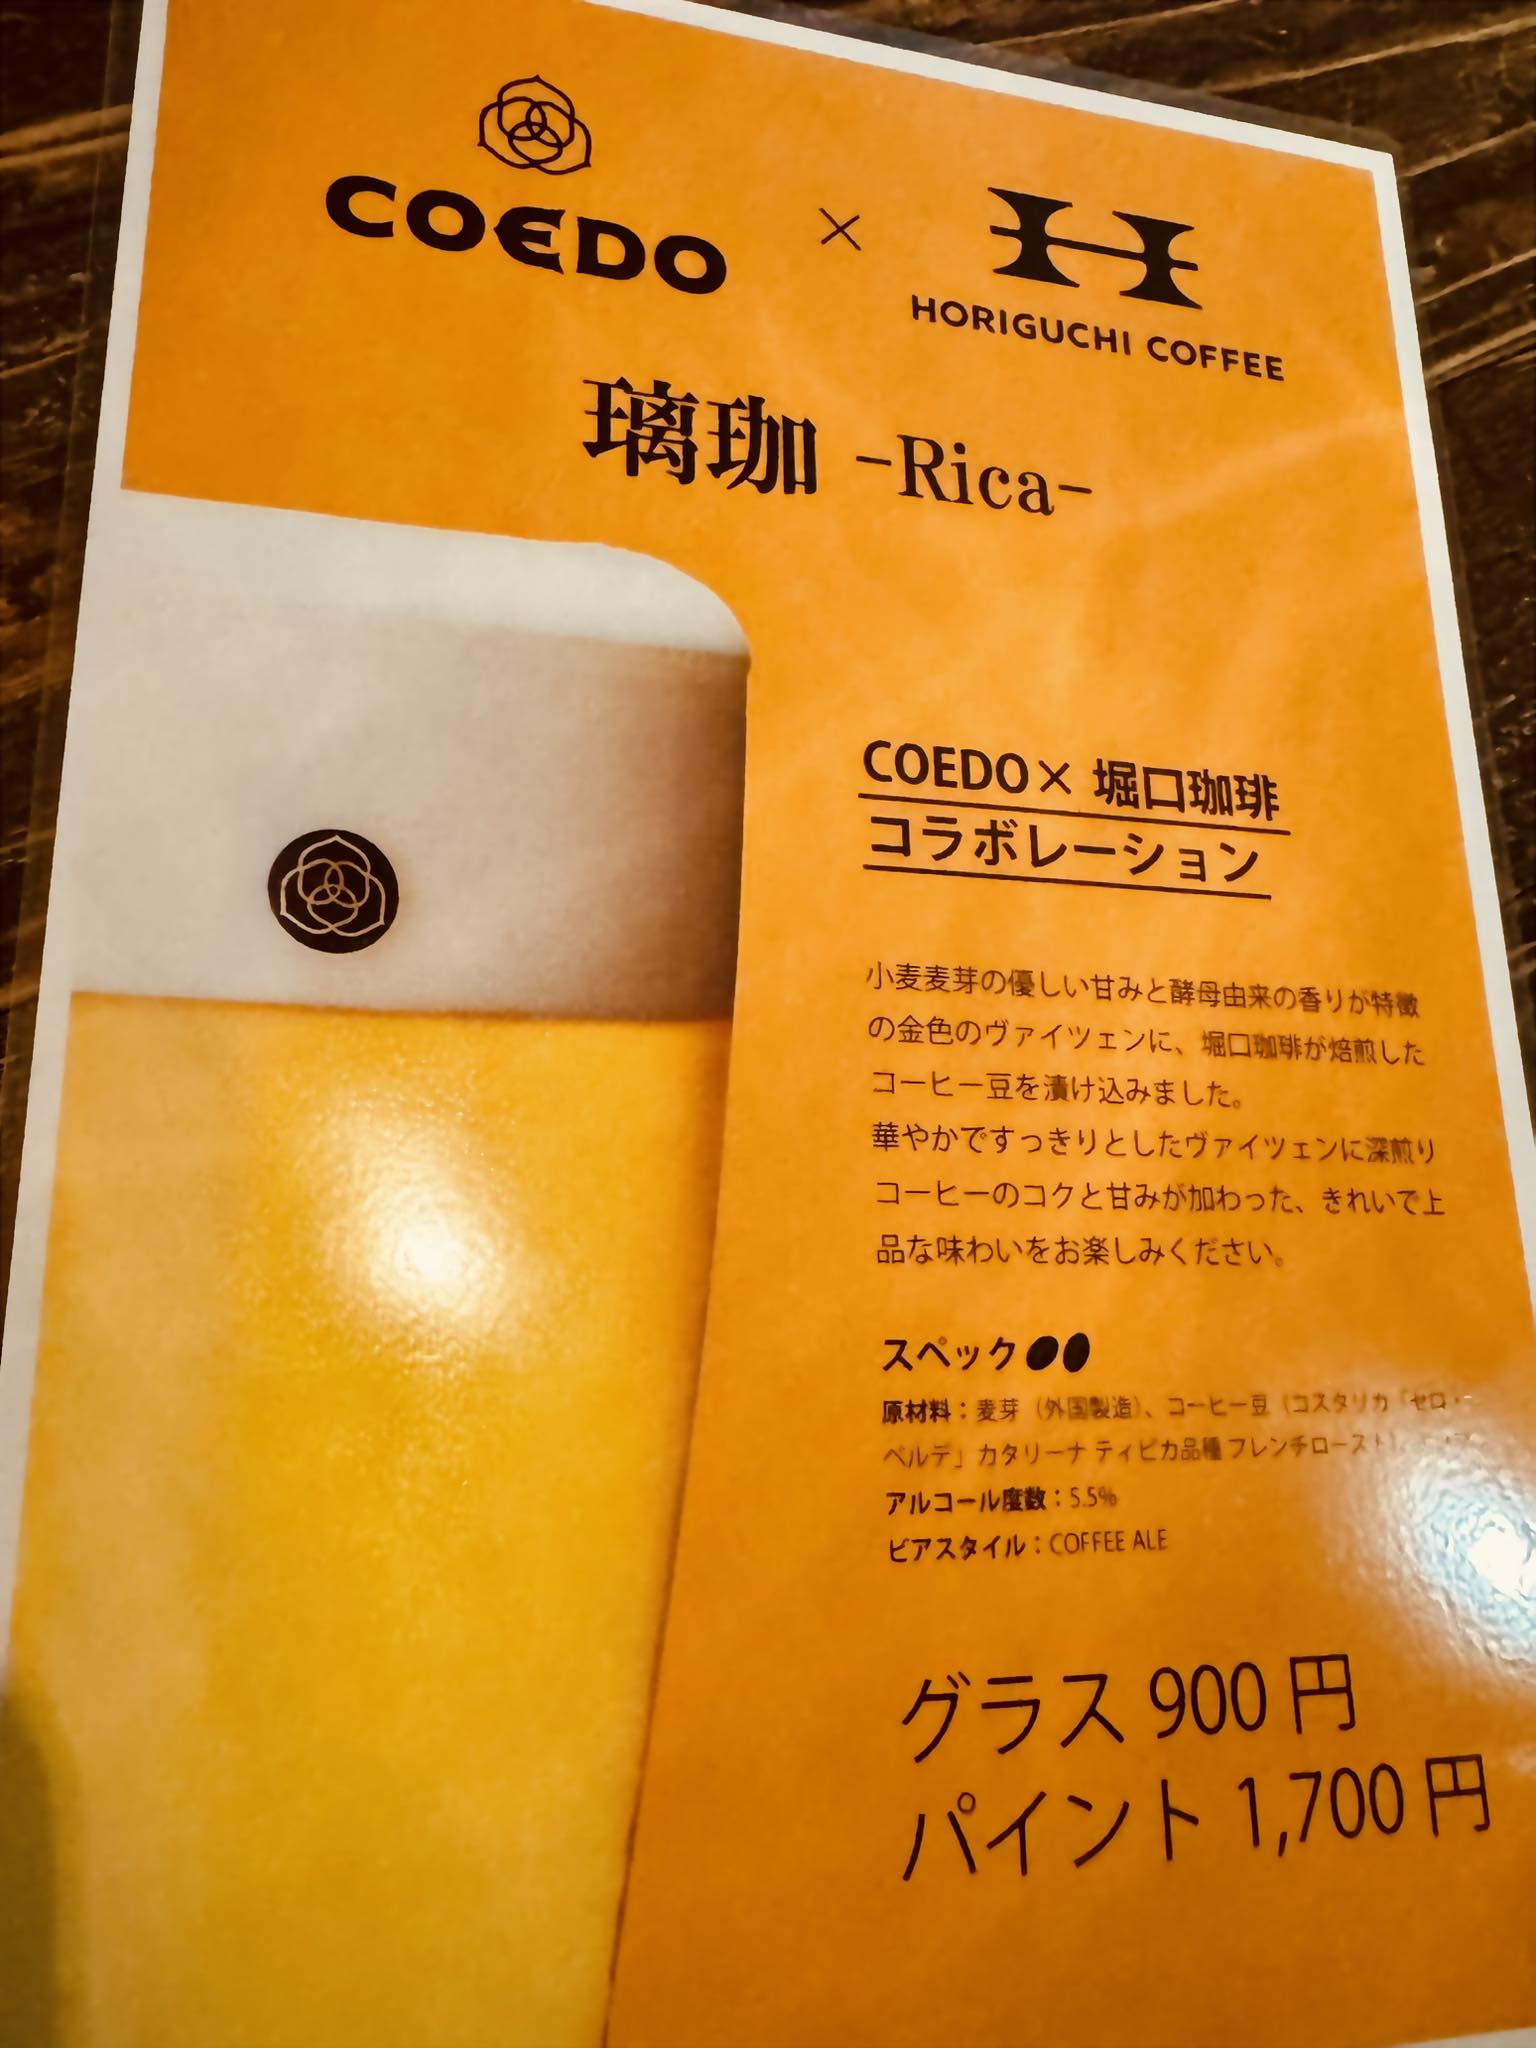 COEDO
×
H
HORIGUCHI COFFEE
璃珈 -Rica-
COEDO× 堀口珈琲
コラボレーション
小麦麦芽の優しい甘みと酵母由来の香りが特徴
の金色のヴァイツェンに、堀口珈琲が焙煎した
コーヒー豆を漬け込みました。
華やかですっきりとしたヴァイツェンに深煎り
コーヒーのコクと甘みが加わった、きれいで上
品な味わいをお楽しみください。
スペック
原材料：麦芽（外国製造）、コーヒー豆（コスタリカ「セロ・
ベルデ」カタリーナ ティピカ品種 フレンチロースト）、
アルコール度数：5.5%
ビアスタイル：COFFEE ALE
グラス 900 円
パイント 1,700 円